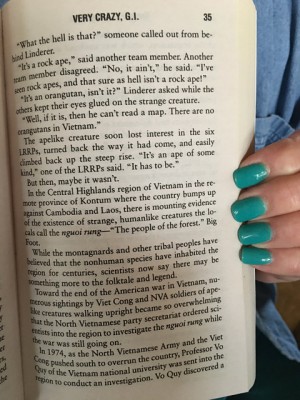 VERY CRAZY, G.I. 35
"What the hell is that?" someone called out from be-
hind Linderer.
"It's a rock ape," said another team member. Another
team member disagreed. "No, it ain't," he said. "I've
seen rock apes, and that sure as hell isn't a rock ape!"
"It's an orangutan, isn't it?" Linderer asked while the
others kept their eyes glued on the strange creature.
"Well, if it is, then he can't read a map. There are no
orangutans in Vietnam."
The apelike creature soon lost interest in the six
LRRPs, turned back the way it had come, and easily
climbed back up the steep rise. "It's an ape of some
kind," one of the LRRPs said. "It has to be."
But then, maybe it wasn't.
In the Central Highlands region of Vietnam in the re-
mote province of Kontum where the country bumps up
against Cambodia and Laos, there is mounting evidence
of the existence of strange, humanlike creatures the lo-
cals call the nguoi rung—"The people of the forest." Big
Foot.
While the montagnards and other tribal peoples have
believed that the nonhuman species have inhabited the
region for centuries, scientists now say there may be
something more to the folktale and legend.
Toward the end of the American war in Vietnam, nu-
merous sightings by Viet Cong and NVA soldiers of ape-
like creatures walking upright became so overwhelming
that the North Vietnamese party secretariat ordered sci-
entists into the region to investigate the nguoi rung while
the war was still going on.
In 1974, as the North Vietnamese Army and the Viet
Cong pushed south to overrun the country, Professor Vo
Quy of the Vietnam national university was sent into the
region to conduct an investigation. Vo Quy discovered a